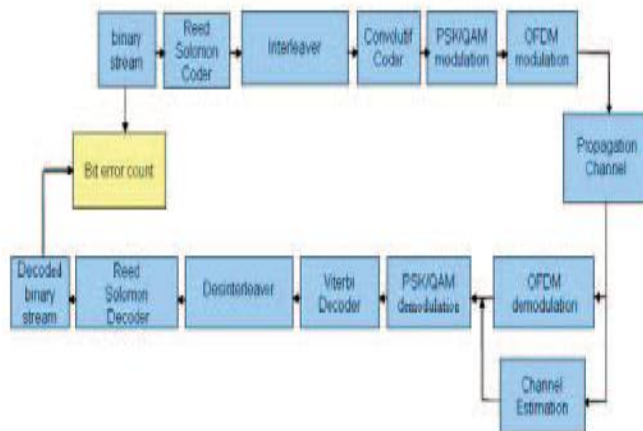 binary
stream
Reed
Solomon
Coder
Interleaver
Convolutif
Coder
PSK/QAM
modulation
OFDM
modulation
Propagation
Channel
Bit error count
Decoded
binary
stream
Reed
Solomon
Decoder
Desinterleaver
Viterbi
Decoder
PSK/QAM
demodulation
OFDM
demodulation
Channel
Estimation